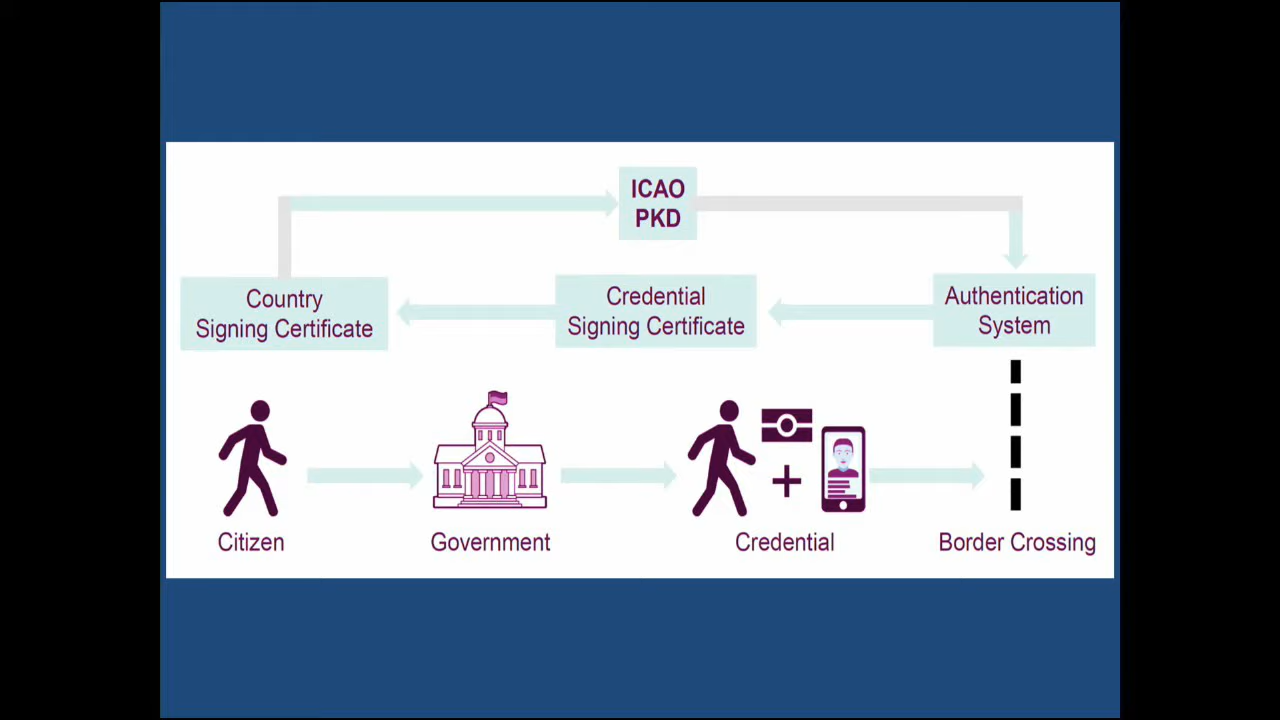 ICAO
PKD
Country
Signing Certificate
Credential
Signing Certificate
Authentication
System
Citizen
Government
Credential
Border Crossing